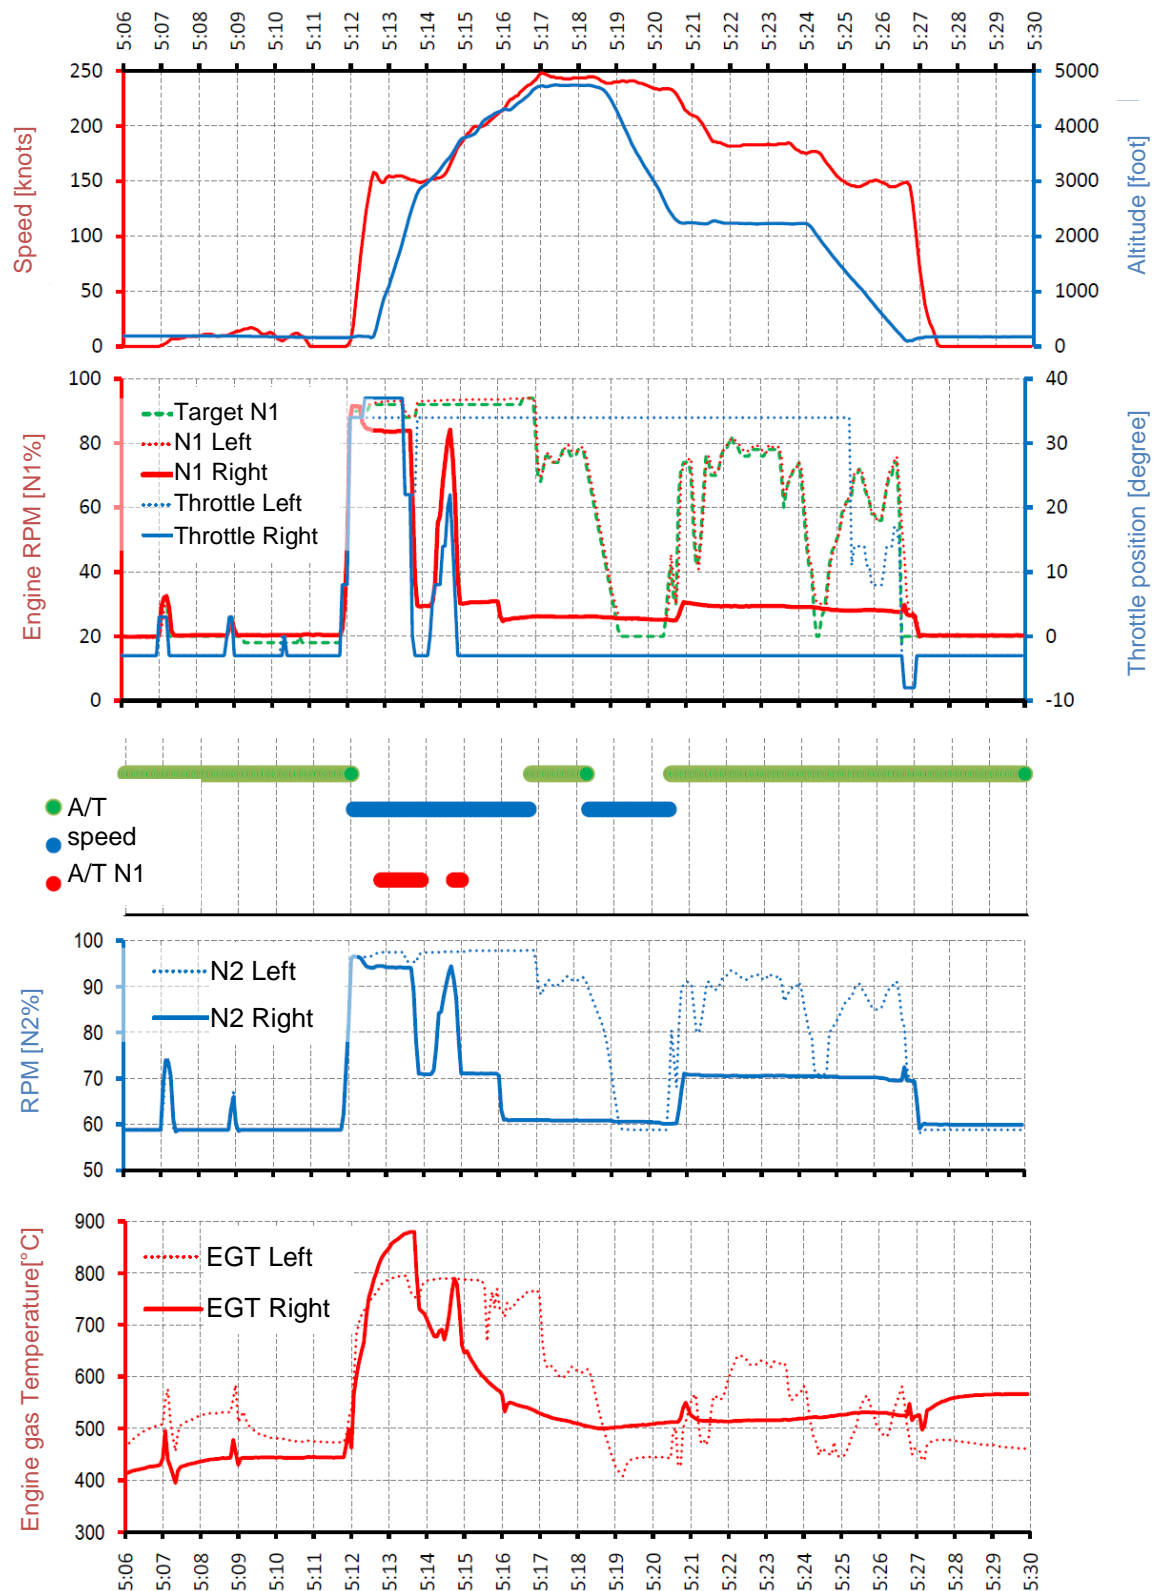 5:06 5:07 5:08 5:09 5:10 5:11 5:12 5:13 5:14 5:15 5:16 5:17 5:18 5:19 5:20 5:21 5:22 5:23 5:24 5:25 5:26 5:27 5:28 5:29 5:30
Speed [knots]
250
200
150
100
50
0
5000
4000
3000
2000
1000
0
Altitude [foot]
Engine RPM [N1%]
100
80
60
40
20
0
Target N1
N1 Left
N1 Right
Throttle Left
Throttle Right
40
30
20
10
0
-10
Throttle position [degree]
A/T
speed
A/T N1
RPM [N2%]
100
90
80
70
60
50
N2 Left
N2 Right
Engine gas Temperature[°C]
900
800
700
600
500
400
300
EGT Left
EGT Right
5:06 5:07 5:08 5:09 5:10 5:11 5:12 5:13 5:14 5:15 5:16 5:17 5:18 5:19 5:20 5:21 5:22 5:23 5:24 5:25 5:26 5:27 5:28 5:29 5:30